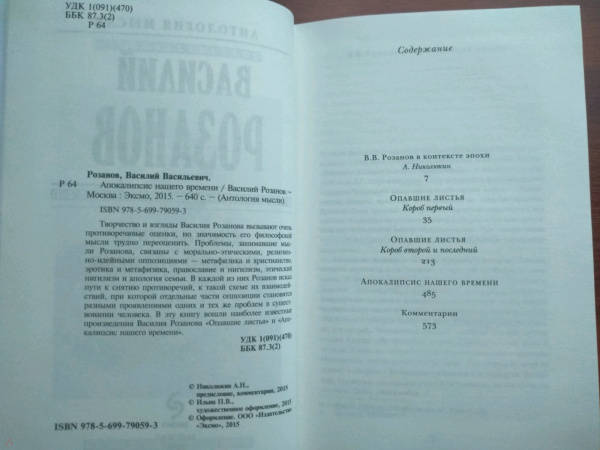 УДК 1(091)(470)
ББК 87.3(2)
Р 64
АНТОЛОГИЯ МЫСЛИ
ВАСИЛИЙ
РОЗАНОВ
Розанов, Василий Васильевич.
Р 64 Апокалипсис нашего времени / Василий Розанов. –
Москва : Эксмо, 2015. – 640 с. – (Антология мысли).
ISBN 978-5-699-79059-3
Творчество и взгляды Василия Розанова вызывают очень
противоречивые оценки, но значимость его философской
мысли трудно переоценить. Проблемы, занимавшие мыс-
ли Розанова, связаны с морально-этическими, религиоз-
но-идейными оппозициями – метафизика и христианство,
эротика и метафизика, православие и нигилизм, этический
нигилизм и апология семьи. В каждой из них Розанов искал
пути к снятию противоречий, к такой схеме их взаимодей-
ствий, при которой отдельные части оппозиции становятся
разными проявлениями одних и тех же проблем в сущест-
вовании человека. В эту книгу вошли наиболее известные
произведения Василия Розанова «Опавшие листья» и «Апо-
калипсис нашего времени».
УДК 1(091)(470)
ББК 87.3(2)
© Николюкин А.Н.,
предисловие, комментарии, 2015
© Ильин П.В.,
художественное оформление, 2015
© Оформление. ООО «Издательство
«Эксмо», 2015
ISBN 978-5-699-79059-3
Содержание
В.В. Розанов в контексте эпохи
А. Николюкин
7
Опавшие листья
Короб первый
35
Опавшие листья
Короб второй и последний
213
Апокалипсис нашего времени
485
Комментарии
573